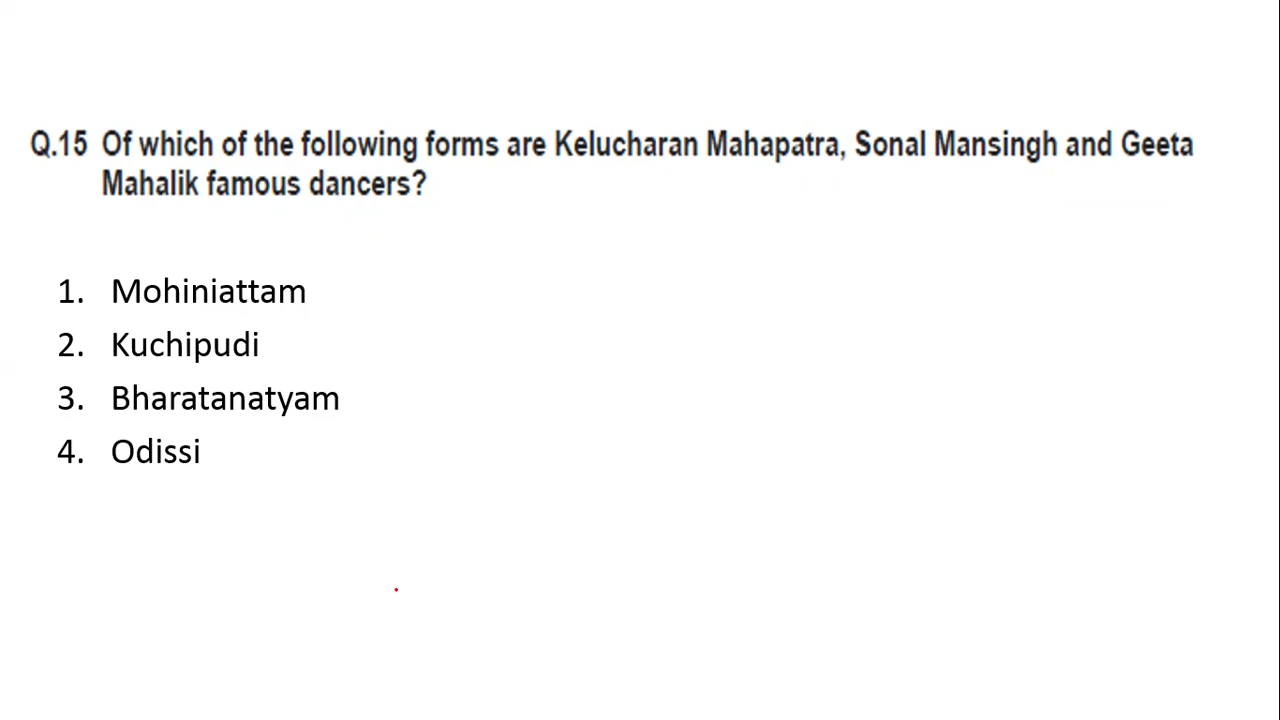 Q.15 Of which of the following forms are Kelucharan Mahapatra, Sonal Mansingh and Geeta
Mahalik famous dancers?
1. Mohiniattam
2. Kuchipudi
3. Bharatanatyam
4. Odissi